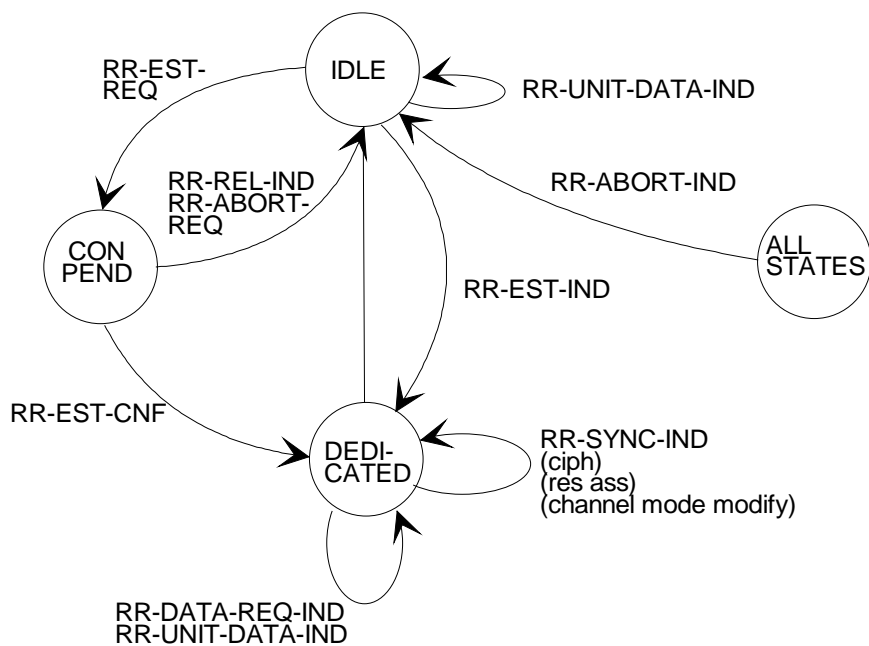 IDLE
RR-EST-
REQ
RR-UNIT-DATA-IND
RR-REL-IND
RR-ABORT-
REQ
RR-ABORT-IND
CON
PEND
ALL
STATES
RR-EST-IND
RR-EST-CNF
DEDI-
CATED
RR-SYNC-IND
(ciph)
(res ass)
(channel mode modify)
RR-DATA-REQ-IND
RR-UNIT-DATA-IND